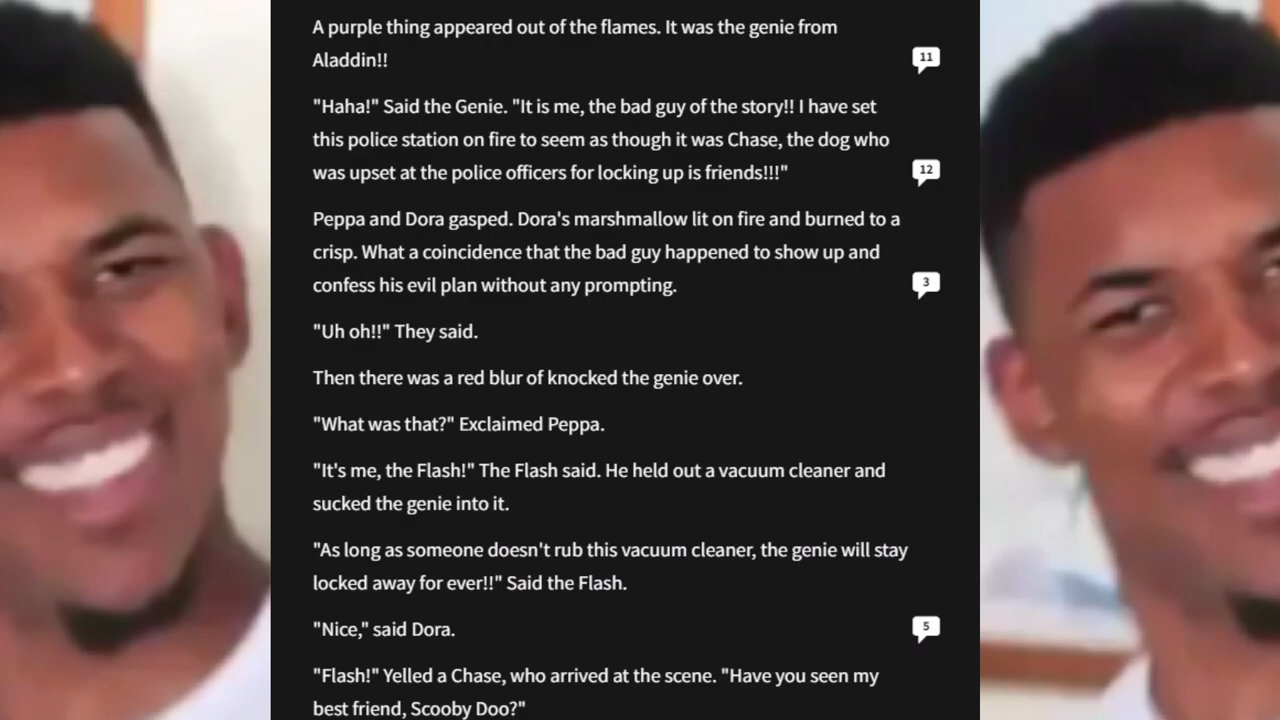 A purple thing appeared out of the flames. It was the genie from
Aladdin!!
11
"Haha!" Said the Genie. "It is me, the bad guy of the story!! I have set
this police station on fire to seem as though it was Chase, the dog who
was upset at the police officers for locking up is friends!!!"
12
Peppa and Dora gasped. Dora's marshmallow lit on fire and burned to a
crisp. What a coincidence that the bad guy happened to show up and
confess his evil plan without any prompting.
3
"Uh oh!!" They said.
Then there was a red blur of knocked the genie over.
"What was that?" Exclaimed Peppa.
"It's me, the Flash!" The Flash said. He held out a vacuum cleaner and
sucked the genie into it.
"As long as someone doesn't rub this vacuum cleaner, the genie will stay
locked away for ever!!" Said the Flash.
"Nice," said Dora.
5
"Flash!" Yelled a Chase, who arrived at the scene. "Have you seen my
best friend, Scooby Doo?"